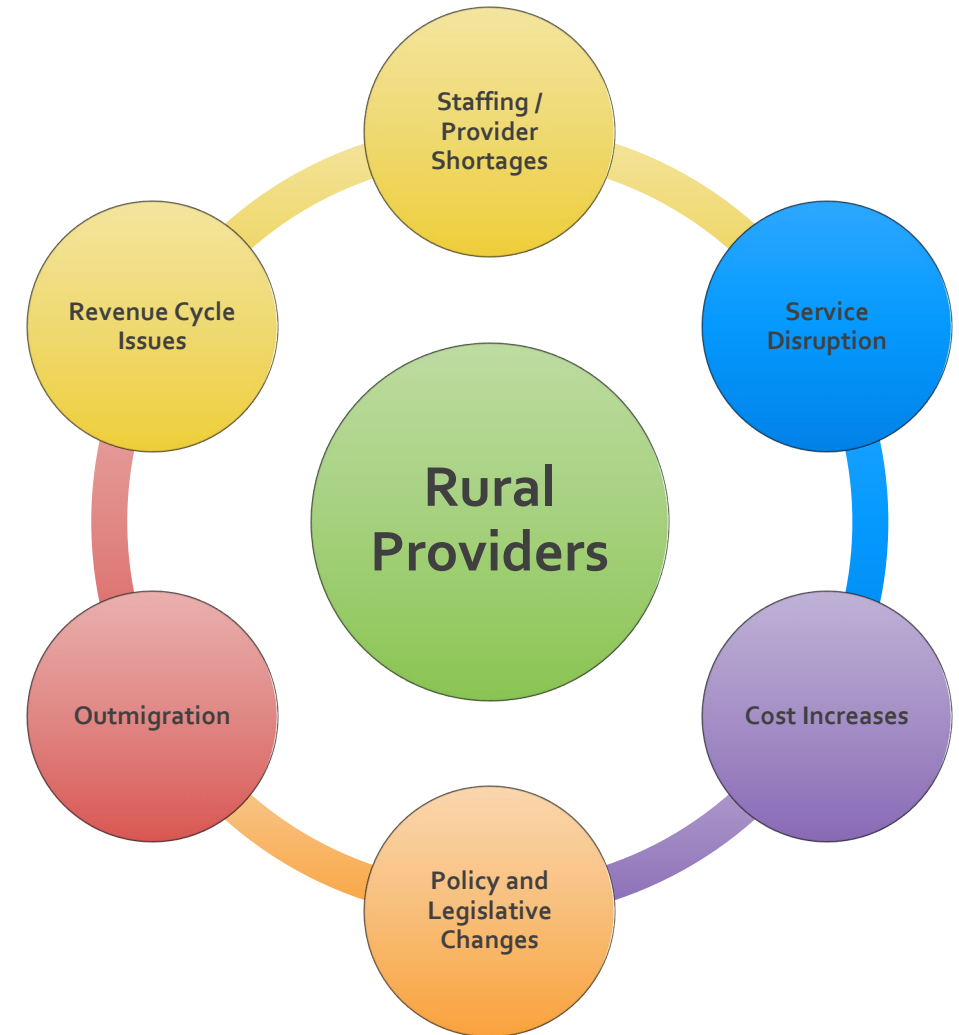 Staffing /
Provider
Shortages
Service
Disruption
Cost Increases
Policy and
Legislative
Changes
Outmigration
Revenue Cycle
Issues
Rural
Providers